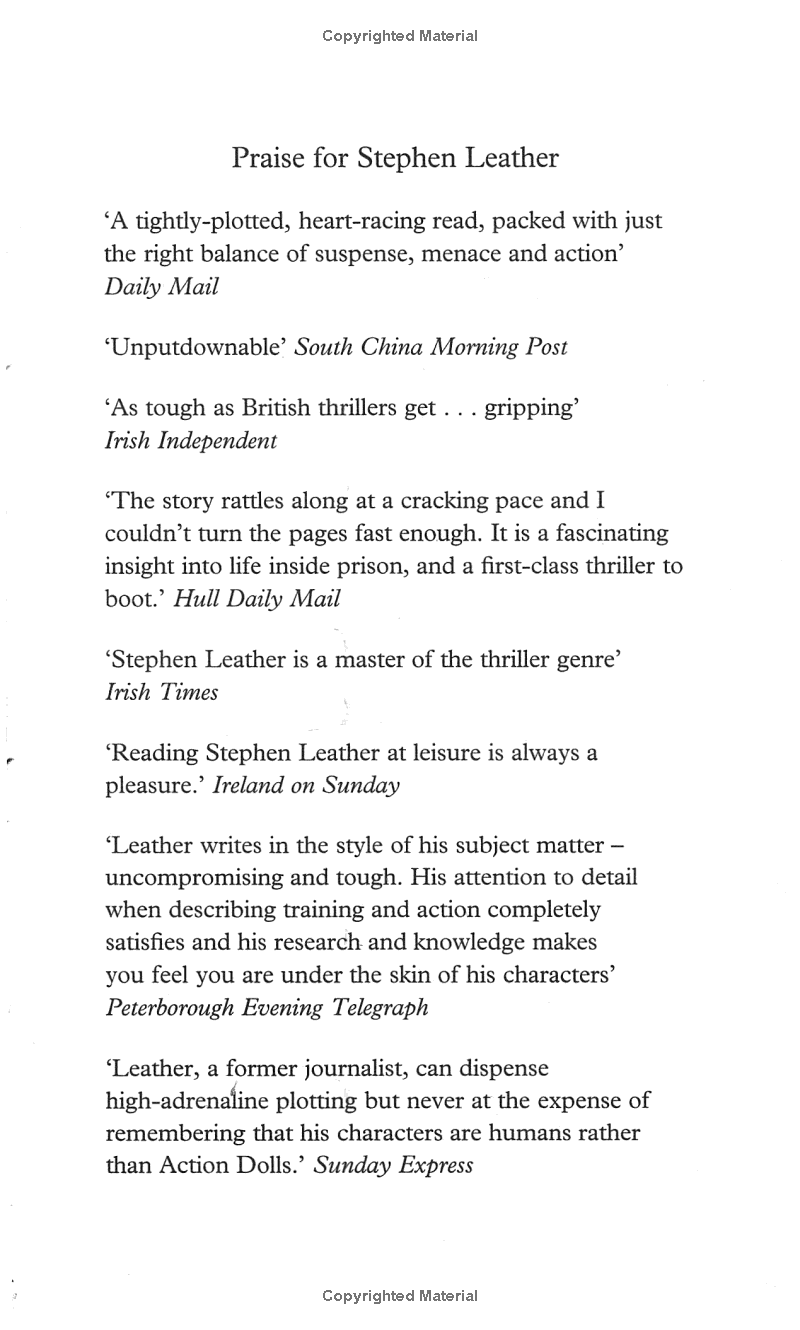 Copyrighted Material
Praise for Stephen Leather
‘A tightly-plotted, heart-racing read, packed with just
the right balance of suspense, menace and action’
Daily Mail
‘Unputdownable’ South China Morning Post
‘As tough as British thrillers get . . . gripping’
Irish Independent
‘The story rattles along at a cracking pace and I
couldn’t turn the pages fast enough. It is a fascinating
insight into life inside prison, and a first-class thriller to
boot.’ Hull Daily Mail
‘Stephen Leather is a master of the thriller genre’
Irish Times
‘Reading Stephen Leather at leisure is always a
pleasure.’ Ireland on Sunday
‘Leather writes in the style of his subject matter –
uncompromising and tough. His attention to detail
when describing training and action completely
satisfies and his research and knowledge makes
you feel you are under the skin of his characters’
Peterborough Evening Telegraph
‘Leather, a former journalist, can dispense
high-adrenaline plotting but never at the expense of
remembering that his characters are humans rather
than Action Dolls.’ Sunday Express
Copyrighted Material